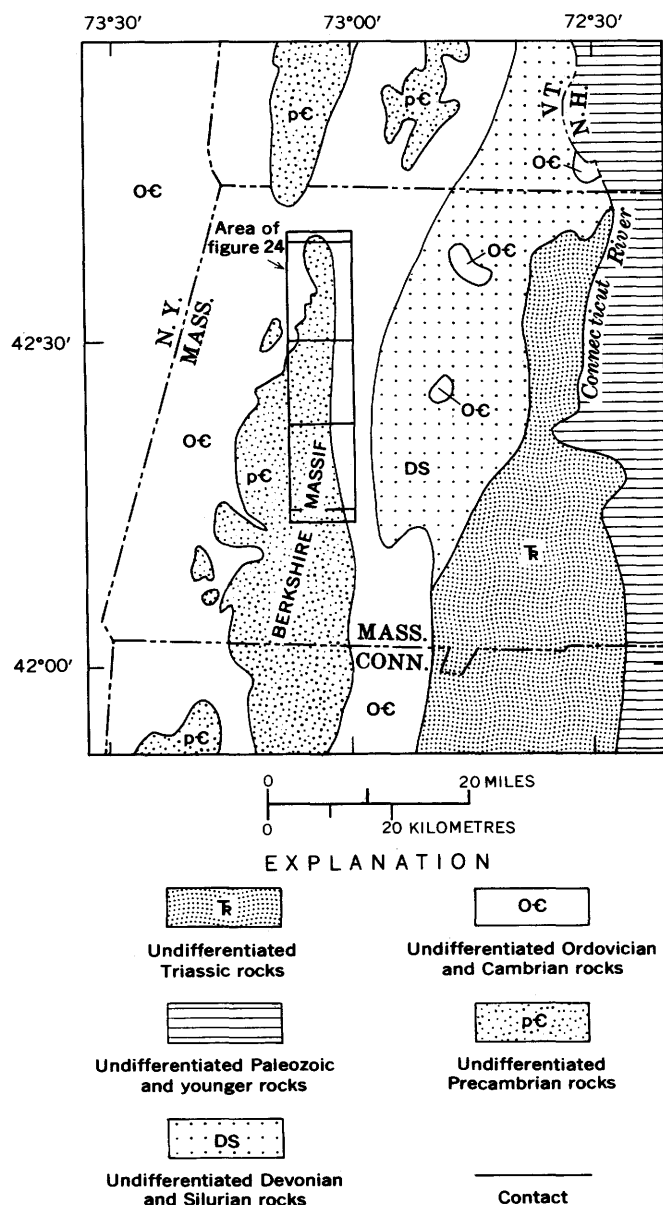 73°30'
73°00'
72°30'
VT.
N.H.
p€
p€
O€
O€
Area of
figure 24
O€
Connecticut River
N.Y.
MASS.
42°30'
O€
O€
p€
DS
BERKSHIRE MASSIF
TR
MASS.
CONN.
42°00'
O€
p€
0 20 MILES
0 20 KILOMETRES
EXPLANATION
TR
Undifferentiated
Triassic rocks
O€
Undifferentiated Ordovician
and Cambrian rocks
Undifferentiated Paleozoic
and younger rocks
p€
Undifferentiated
Precambrian rocks
DS
Undifferentiated Devonian
and Silurian rocks
Contact